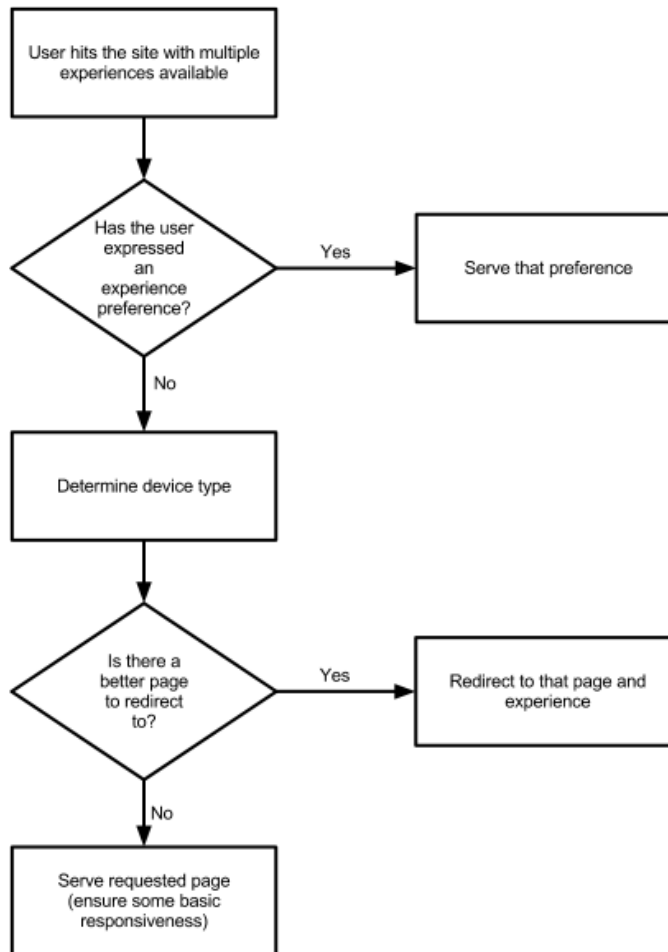 User hits the site with multiple
experiences available
Has the user
expressed
an
experience
preference?
Yes
Serve that preference
No
Determine device type
Is there a
better page
to redirect
to?
Yes
Redirect to that page and
experience
No
Serve requested page
(ensure some basic
responsiveness)